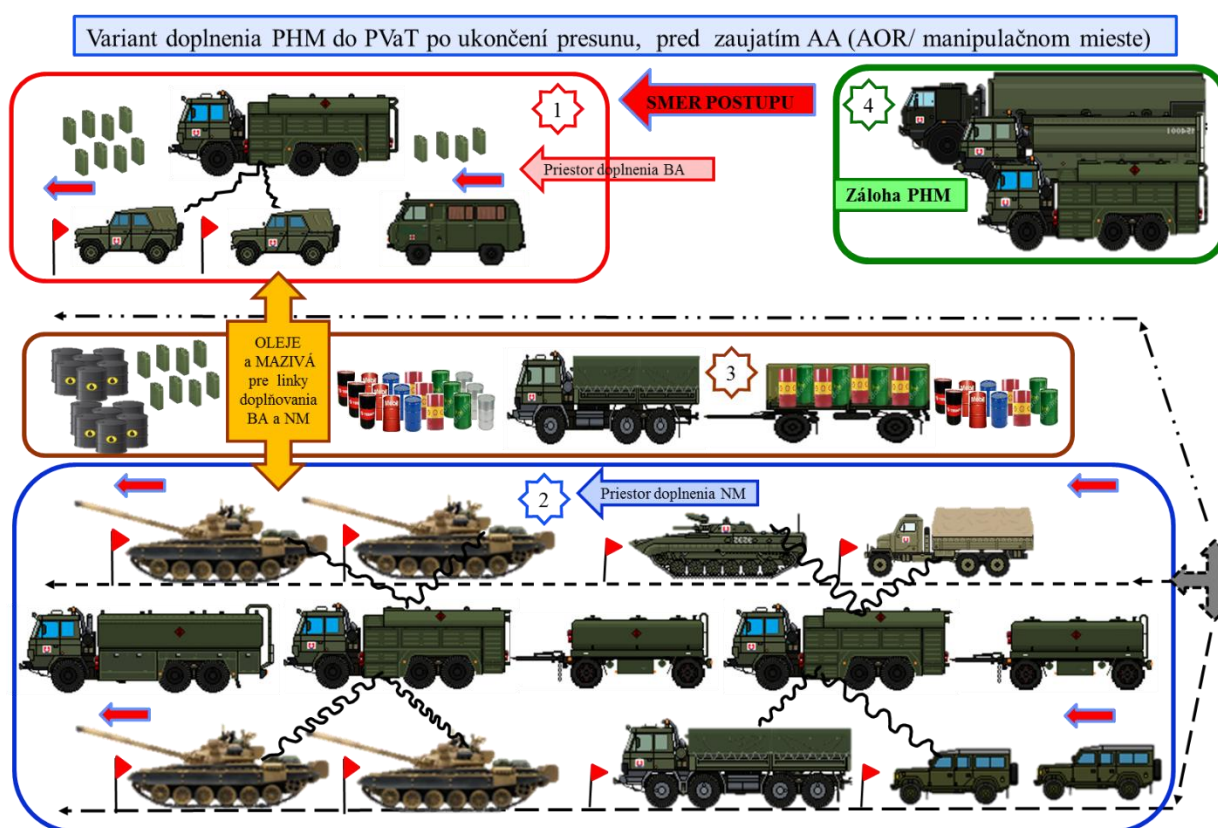 Variant doplnenia PHM do PVaT po ukončení presunu, pred zaujatím AA (AOR/ manipulačnom mieste)
1
SMER POSTUPU
4
Priestor doplnenia BA
Záloha PHM
OLEJE
a MAZIVÁ
pre linky
doplňovania
BA a NM
3
2
Priestor doplnenia NM